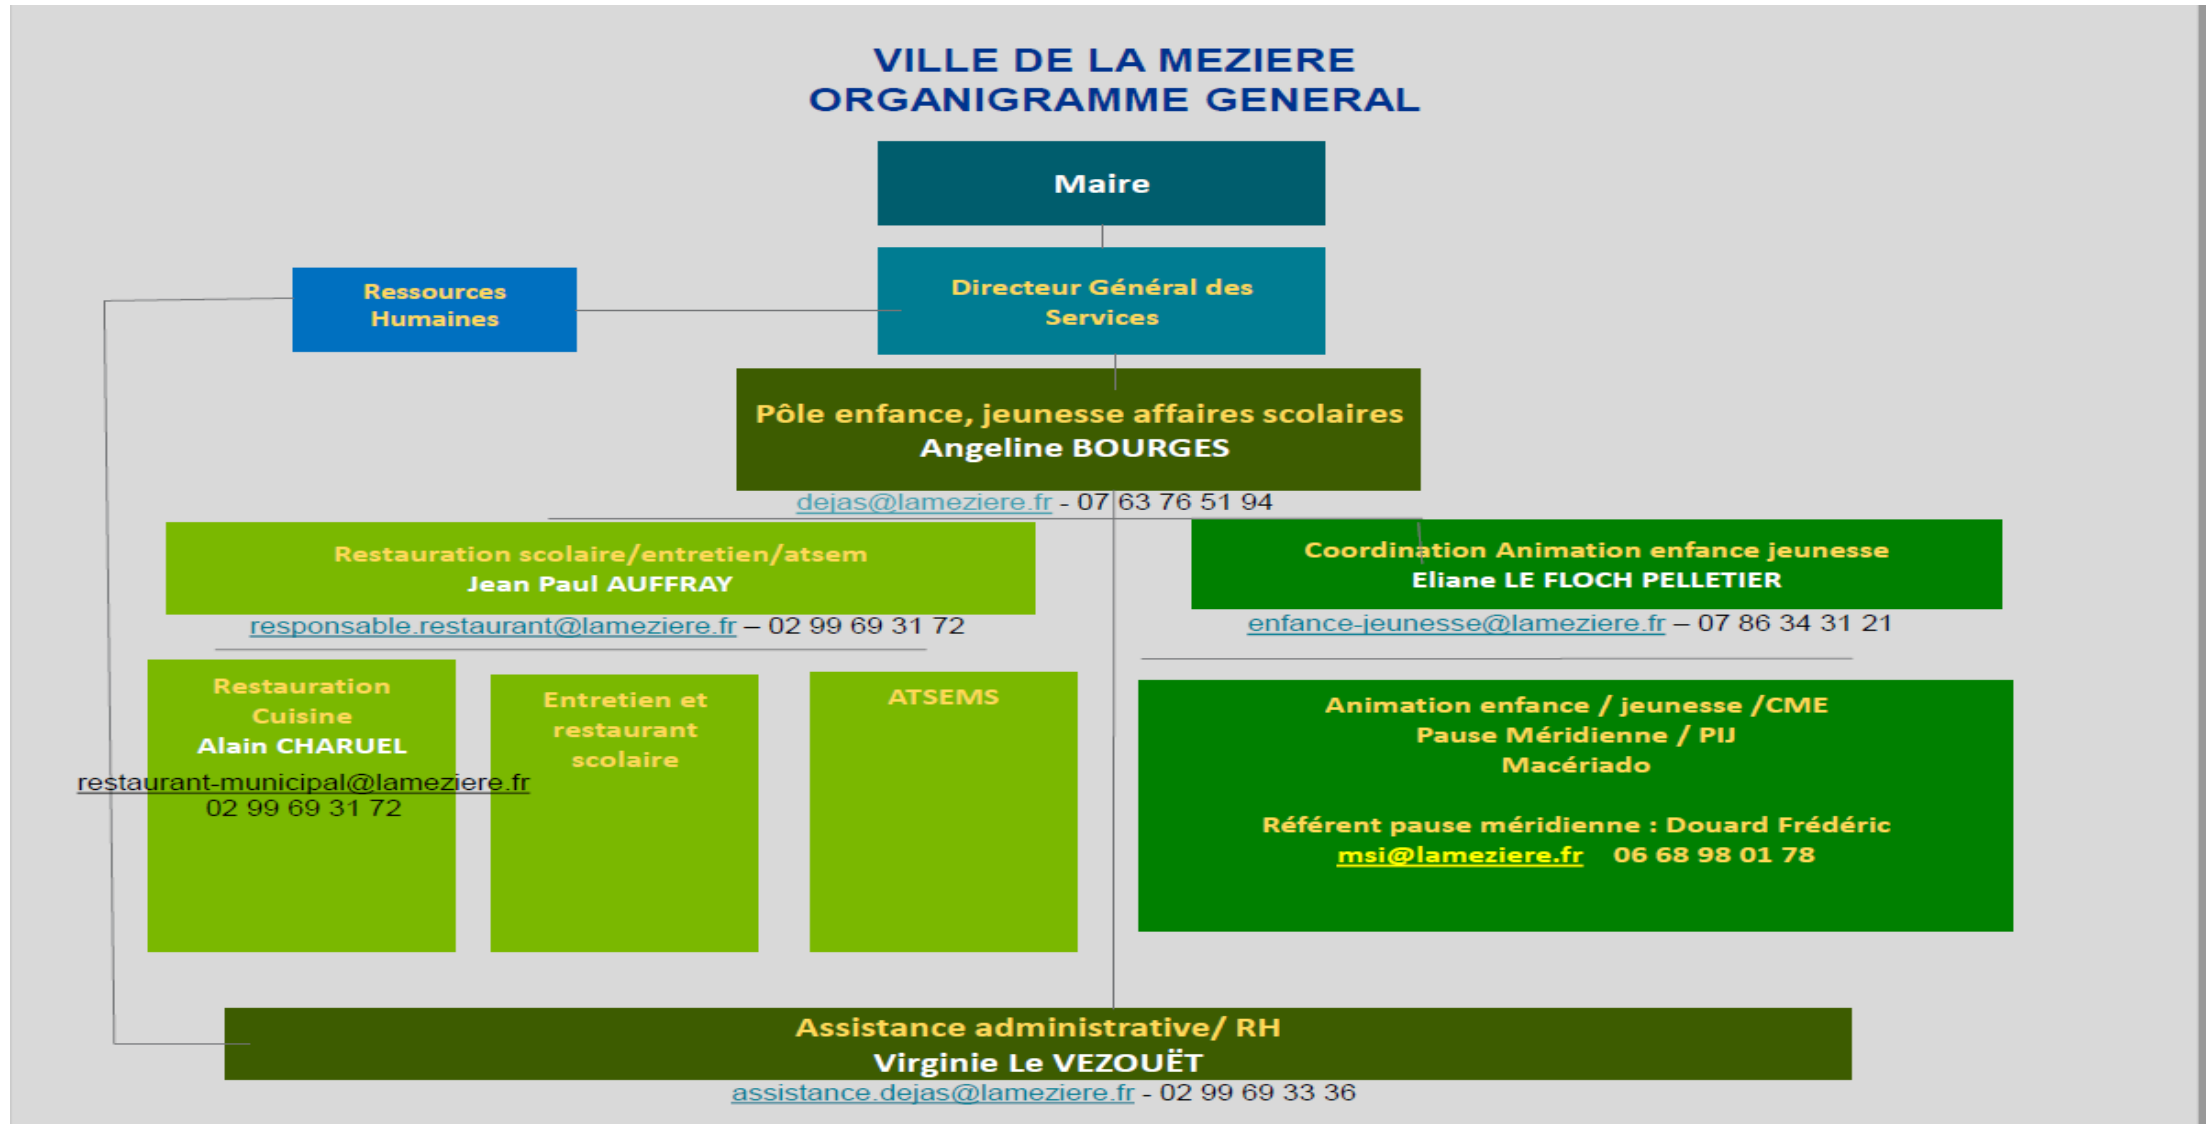 VILLE DE LA MEZIERE
ORGANIGRAMME GENERAL
Maire
Ressources
Humaines
Directeur Général des
Services
Pôle enfance, jeunesse affaires scolaires
Angeline BOURGES
dejas@lameziere.fr - 07 63 76 51 94
Restauration scolaire/entretien/atsem
Jean Paul AUFFRAY
responsable.restaurant@lameziere.fr – 02 99 69 31 72
Coordination Animation enfance jeunesse
Eliane LE FLOCH PELLETIER
enfance-jeunesse@lameziere.fr – 07 86 34 31 21
Restauration
Cuisine
Alain CHARUEL
restaurant-municipal@lameziere.fr
02 99 69 31 72
Entretien et
restaurant
scolaire
ATSEMS
Animation enfance / jeunesse /CME
Pause Méridienne / PIJ
Macériado
Référent pause méridienne : Douard Frédéric
msi@lameziere.fr 06 68 98 01 78
Assistance administrative/ RH
Virginie Le VEZOUËT
assistance.dejas@lameziere.fr - 02 99 69 33 36